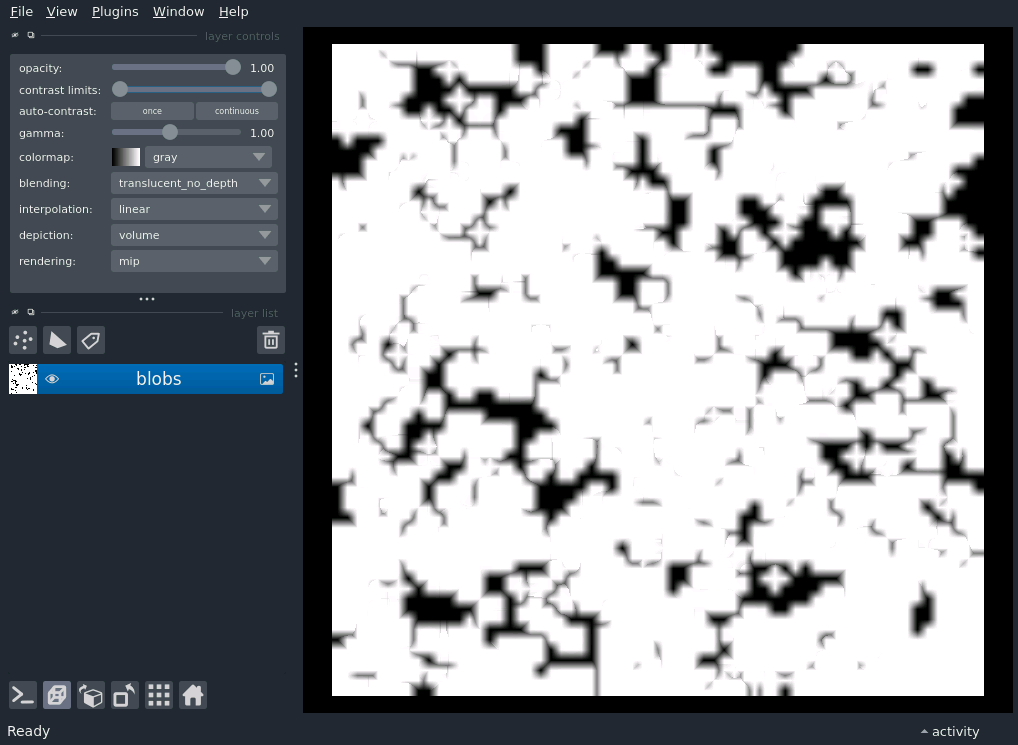 File View Plugins Window Help
layer controls
opacity: 1.00
contrast limits:
auto-contrast: once continuous
gamma: 1.00
colormap: gray
blending: translucent_no_depth
interpolation: linear
depiction: volume
rendering: mip
layer list
blobs
Ready activity